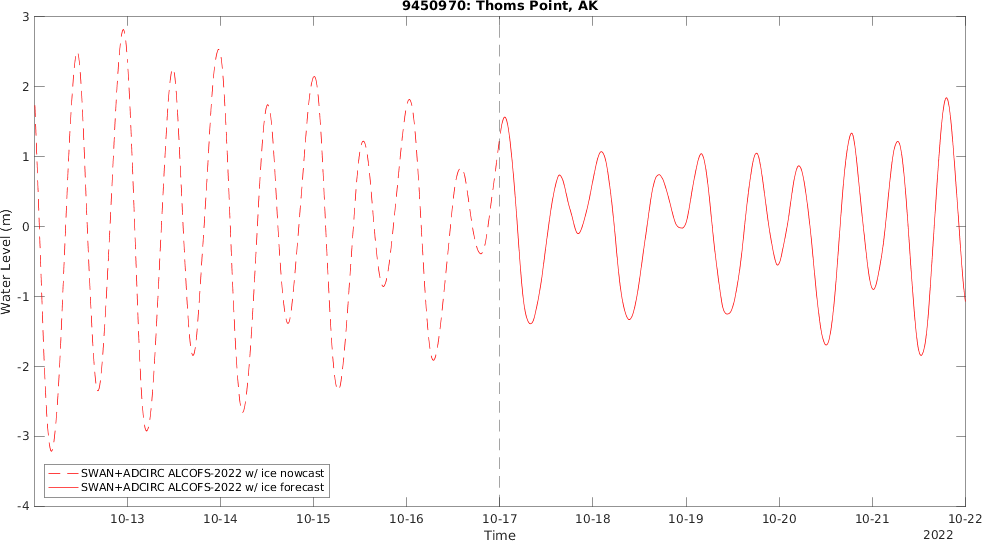 9450970: Thoms Point, AK
3
2
1
0
-1
-2
-3
-4
Water Level (m)
SWAN+ADCIRC ALCOFS-2022 w/ ice nowcast
SWAN+ADCIRC ALCOFS-2022 w/ ice forecast
10-13 10-14 10-15 10-16 10-17 10-18 10-19 10-20 10-21 10-22
Time
2022